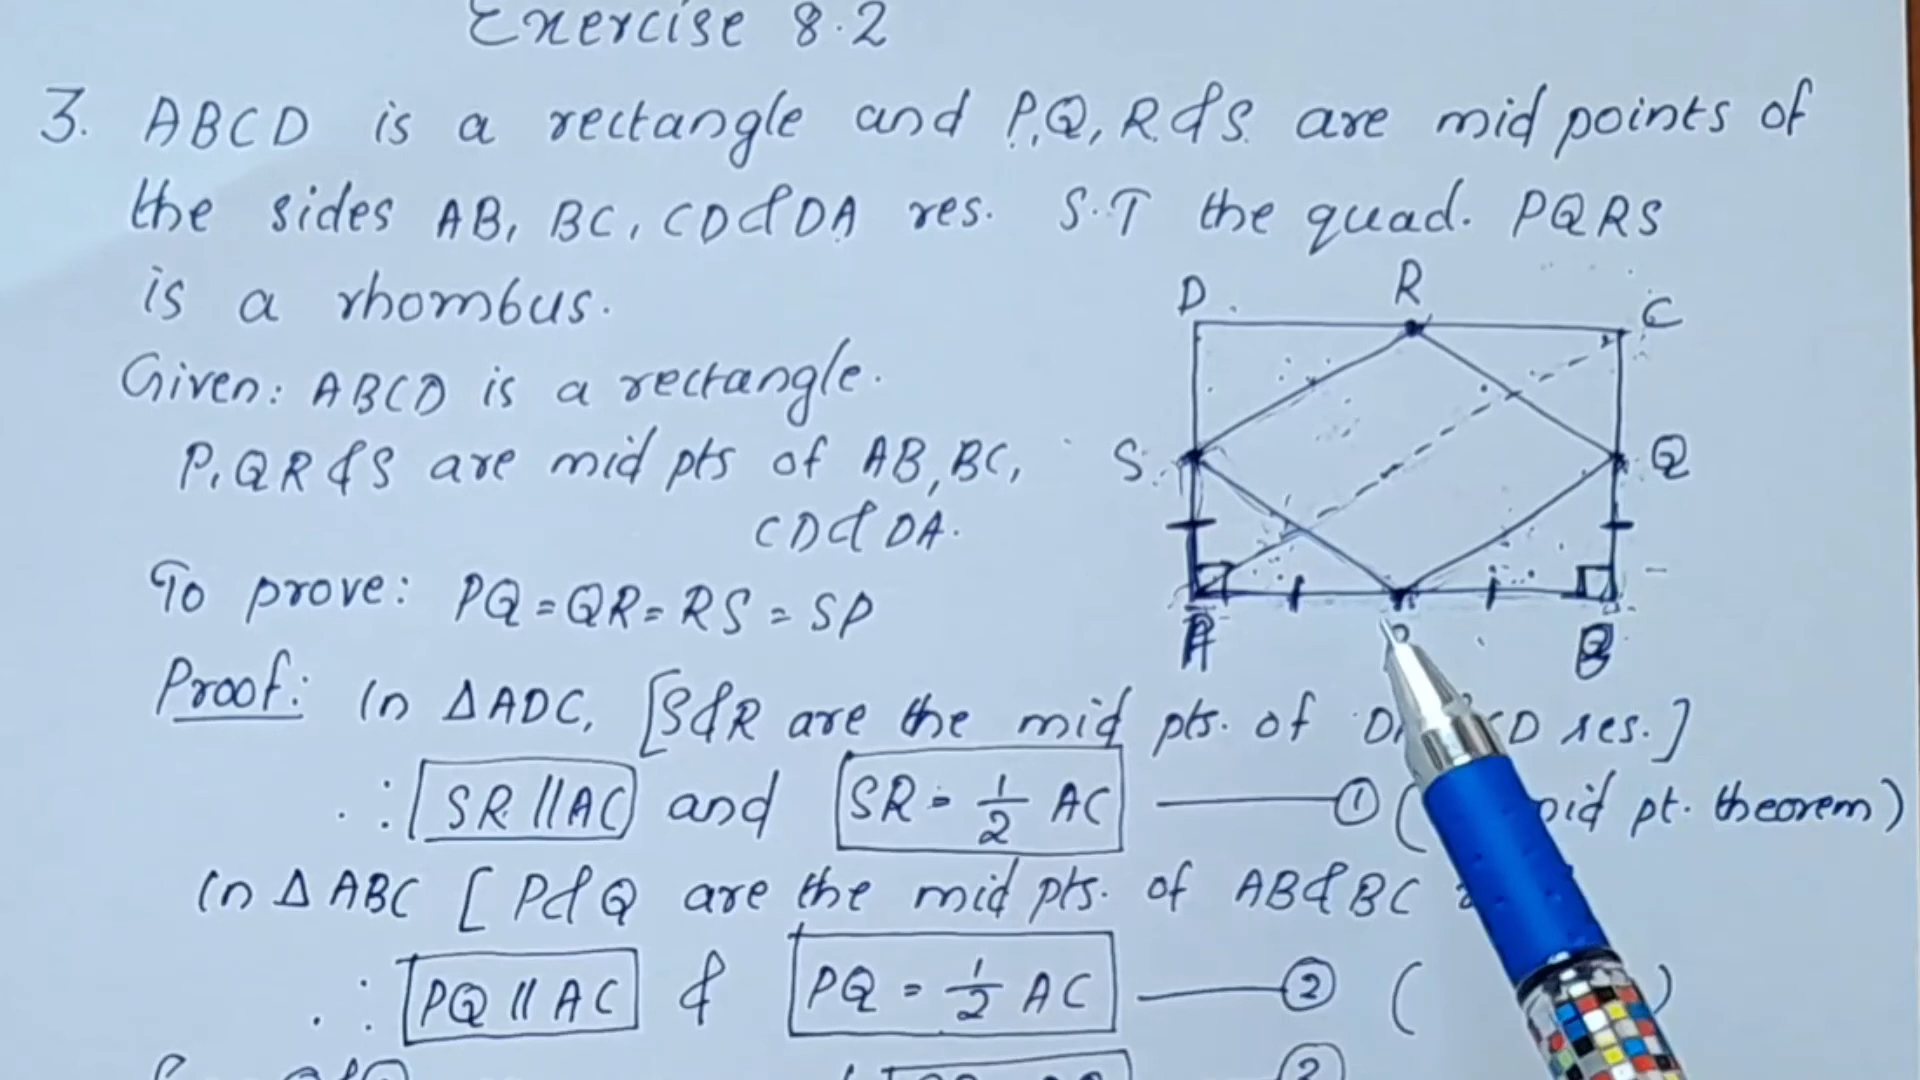 Exercise 8.2
3. ABCD is a rectangle and P,Q,R & S are mid points of
the sides AB, BC, CD & DA res. S.T the quad. PQRS
is a rhombus.
D R C
Given: ABCD is a rectangle.
P,QR & S are mid pts of AB, BC,
CD & DA.
S Q
To prove: PQ = QR = RS = SP
A B
Proof: In ΔADC, [S & R are the mid pts. of D CD res.]
∴ SR || AC and SR = 1/2 AC ① ( mid pt. theorem)
In ΔABC [P & Q are the mid pts. of AB & BC
∴ PQ || AC & PQ = 1/2 AC ② ( )